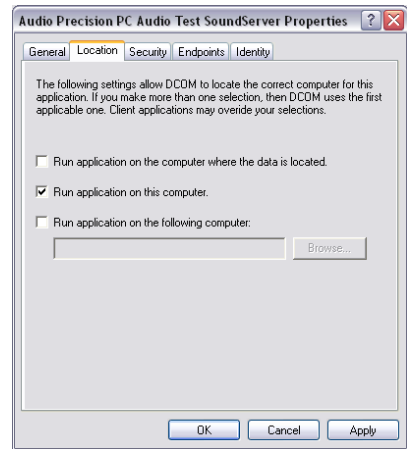 Audio Precision PC Audio Test SoundServer Properties
General Location Security Endpoints Identity
The following settings allow DCOM to locate the correct computer for this
application. If you make more than one selection, then DCOM uses the first
applicable one. Client applications may overide your selections.
Run application on the computer where the data is located.
Run application on this computer.
Run application on the following computer:
Browse...
OK Cancel Apply